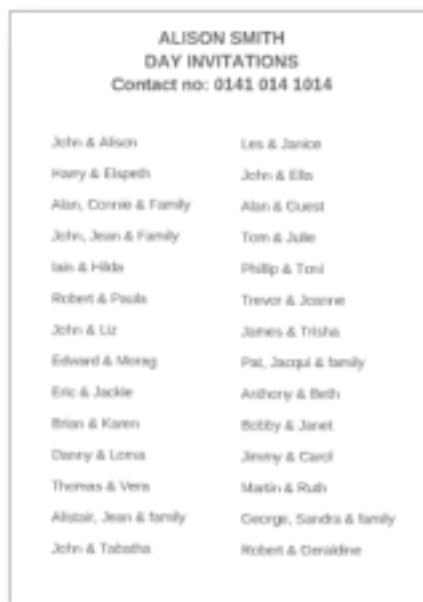 ALISON SMITH
DAY INVITATIONS
Contact no: 0141 014 1014
John & Alison
Harry & Elspeth
Alan, Connie & Family
John, Jean & Family
Iain & Hilda
Robert & Paula
John & Liz
Edward & Morag
Eric & Jackie
Brian & Karen
Danny & Lorna
Thomas & Vera
Alistair, Jean & family
John & Tabatha
Les & Janice
John & Ella
Alan & Guest
Tom & Julie
Phillip & Toni
Trevor & Joanne
James & Trisha
Pat, Jacqui & family
Anthony & Beth
Bobby & Janet
Jimmy & Carol
Martin & Ruth
George, Sandra & family
Robert & Geraldine